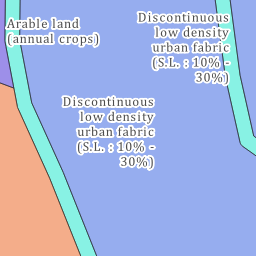 Arable land
(annual crops)
Discontinuous
low density
urban fabric
(S.L. : 10% -
30%)
Discontinuous
low density
urban fabric
(S.L. : 10% -
30%)